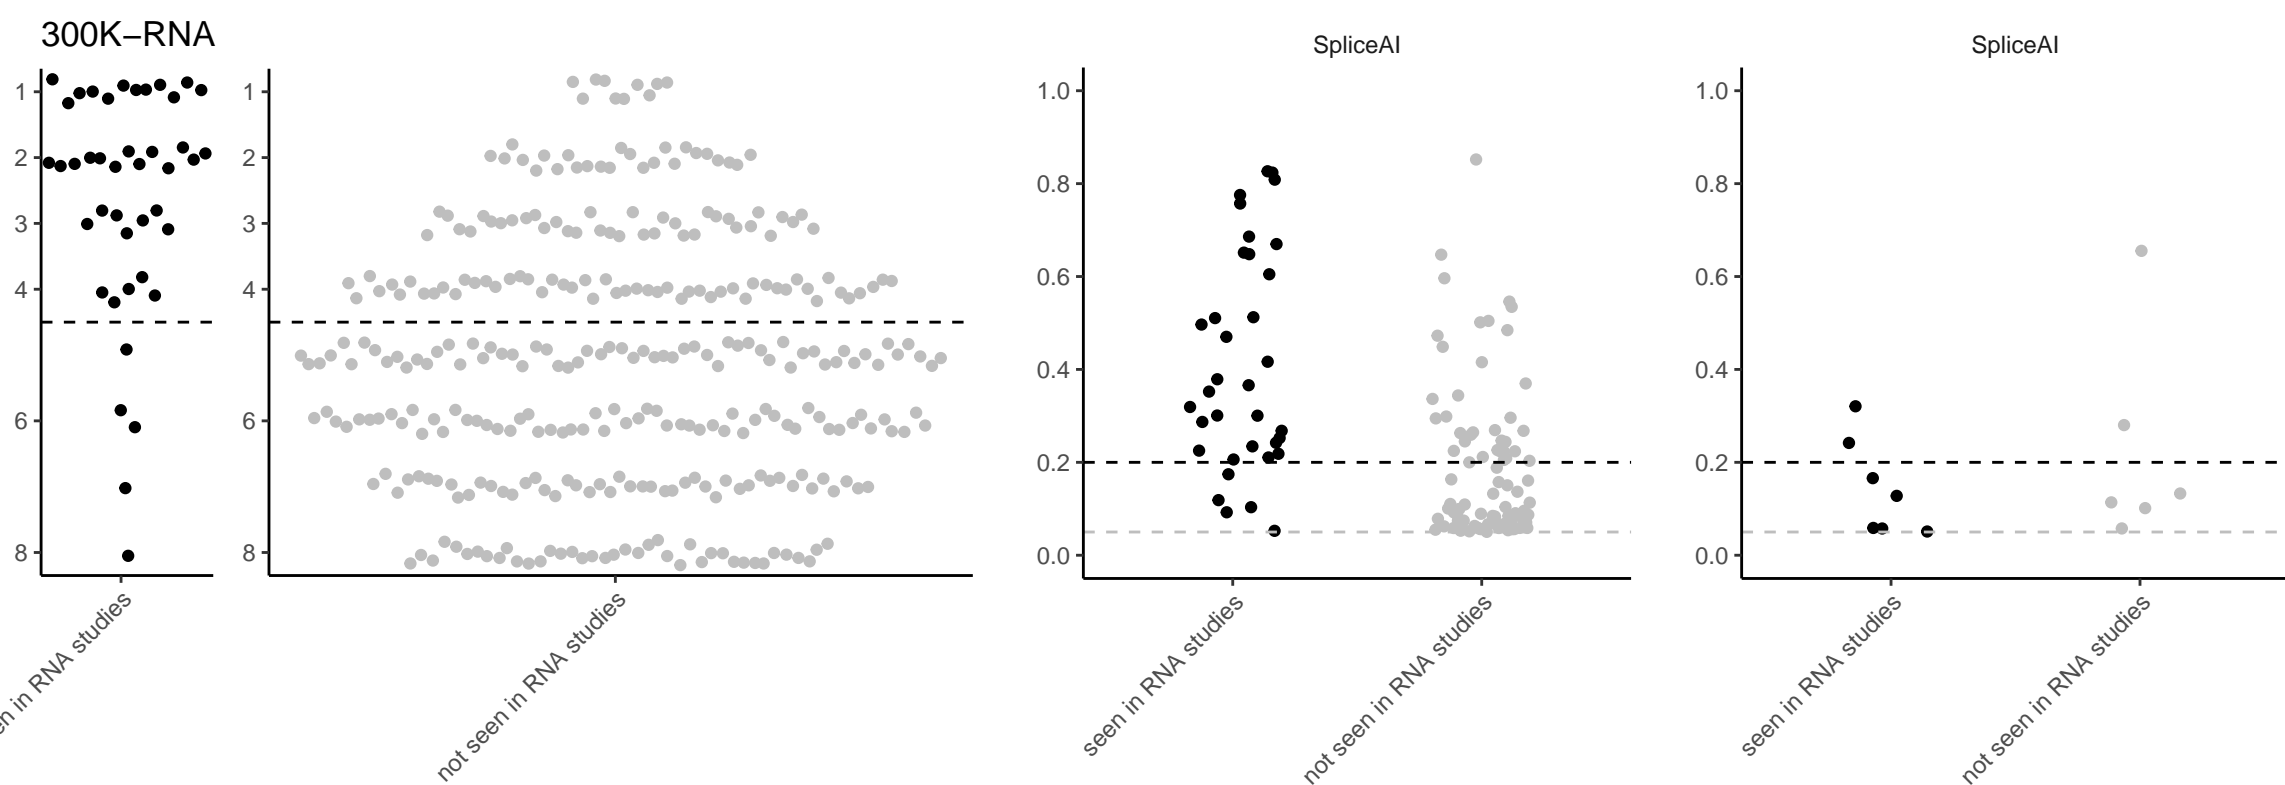 300K−RNA
1
2
3
4
6
8
en in RNA studies
1
2
3
4
6
8
not seen in RNA studies
SpliceAI
1.0
0.8
0.6
0.4
0.2
0.0
seen in RNA studies
not seen in RNA studies
SpliceAI
1.0
0.8
0.6
0.4
0.2
0.0
seen in RNA studies
not seen in RNA studies